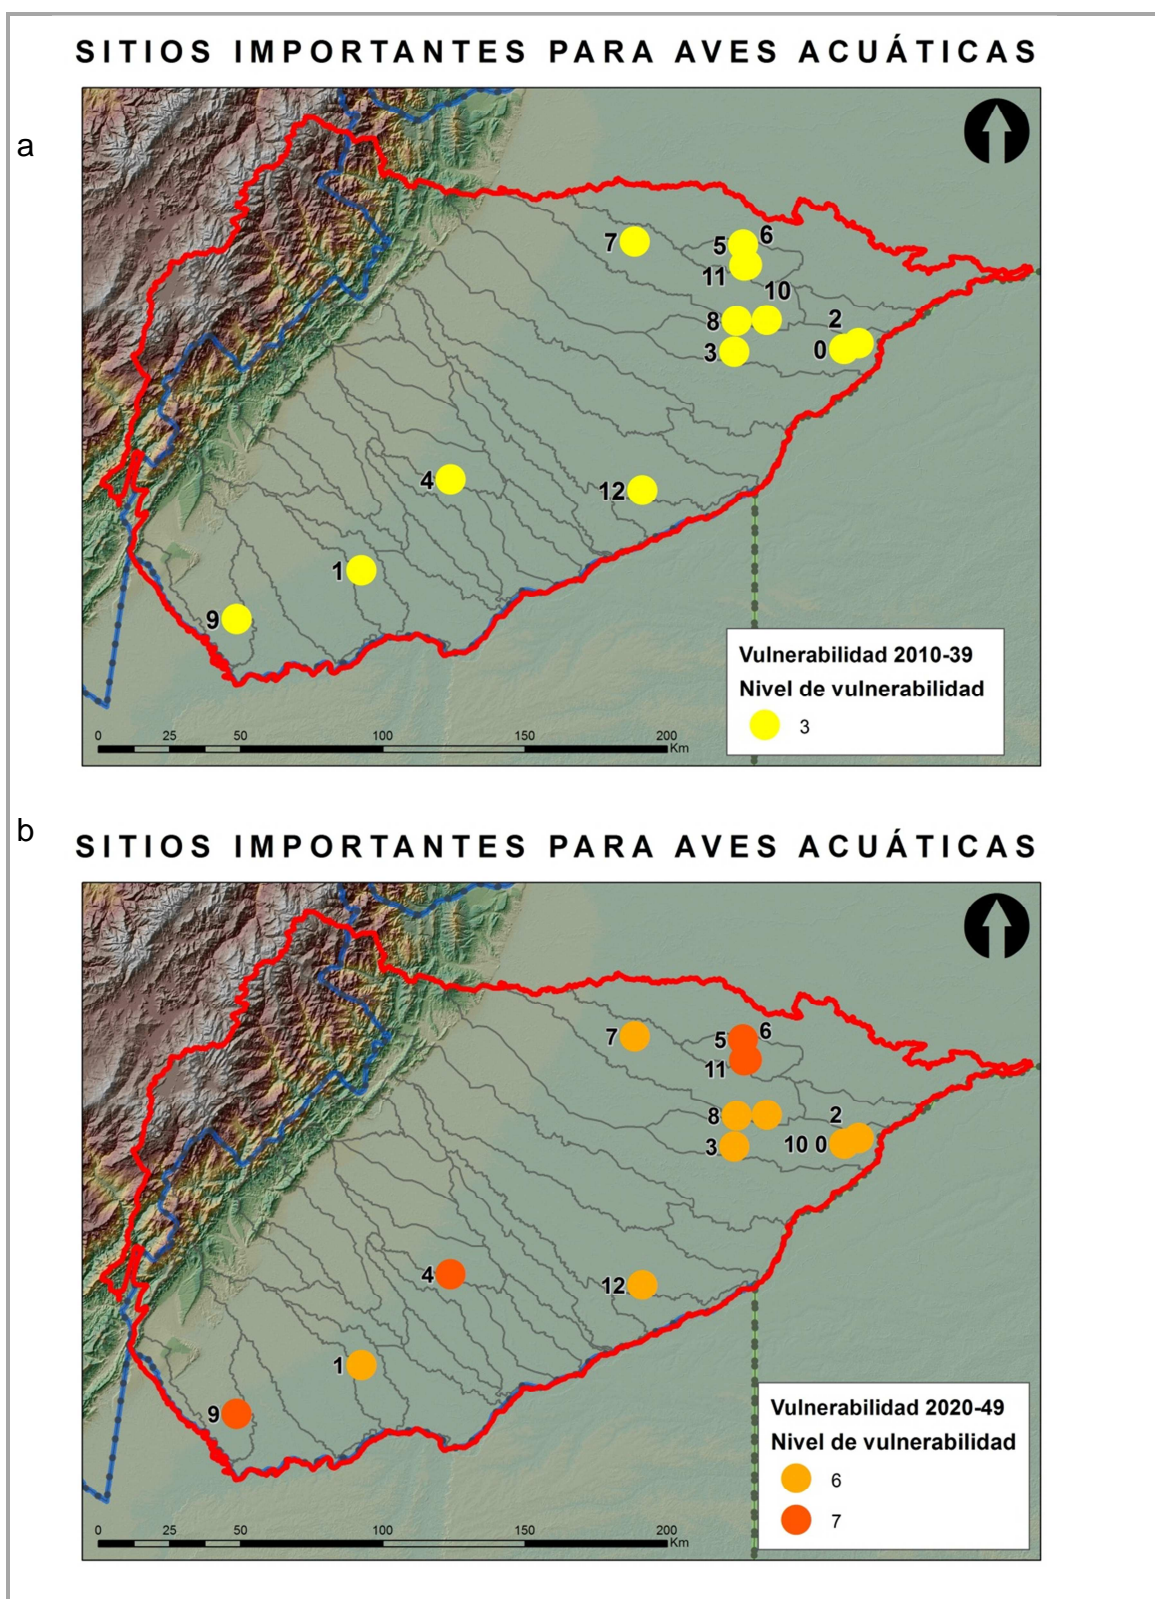 a
SITIOS IMPORTANTES PARA AVES ACUÁTICAS
7
5
6
11
10
8
2
3
0
4
12
1
9
Vulnerabilidad 2010-39
Nivel de vulnerabilidad
3
0 25 50 100 150 200 Km
b
SITIOS IMPORTANTES PARA AVES ACUÁTICAS
7
5
6
11
8
2
3
10 0
4
12
1
9
Vulnerabilidad 2020-49
Nivel de vulnerabilidad
6
7
0 25 50 100 150 200 Km